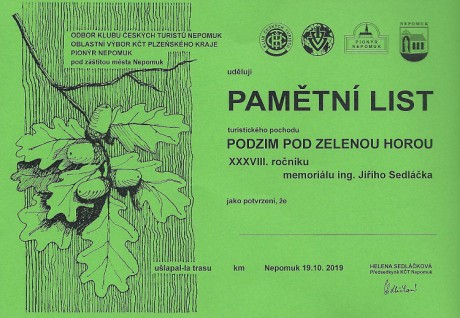 ODBOR KLUBU ČESKÝCH TURISTŮ NEPOMUK
OBLASTNÍ VÝBOR KČT PLZEŇSKÉHO KRAJE
PIONÝR NEPOMUK
pod záštitou města Nepomuk
PIONÝR
NEPOMUK
NEPOMUK
udělují
PAMĚTNÍ LIST
turistického pochodu
PODZIM POD ZELENOU HOROU
XXXVIII. ročníku
memoriálu ing. Jiřího Sedláčka
jako potvrzení, že
ušlapal-la trasu km Nepomuk 19.10. 2019
HELENA SEDLÁČKOVÁ
Předsedkyně KČT Nepomuk